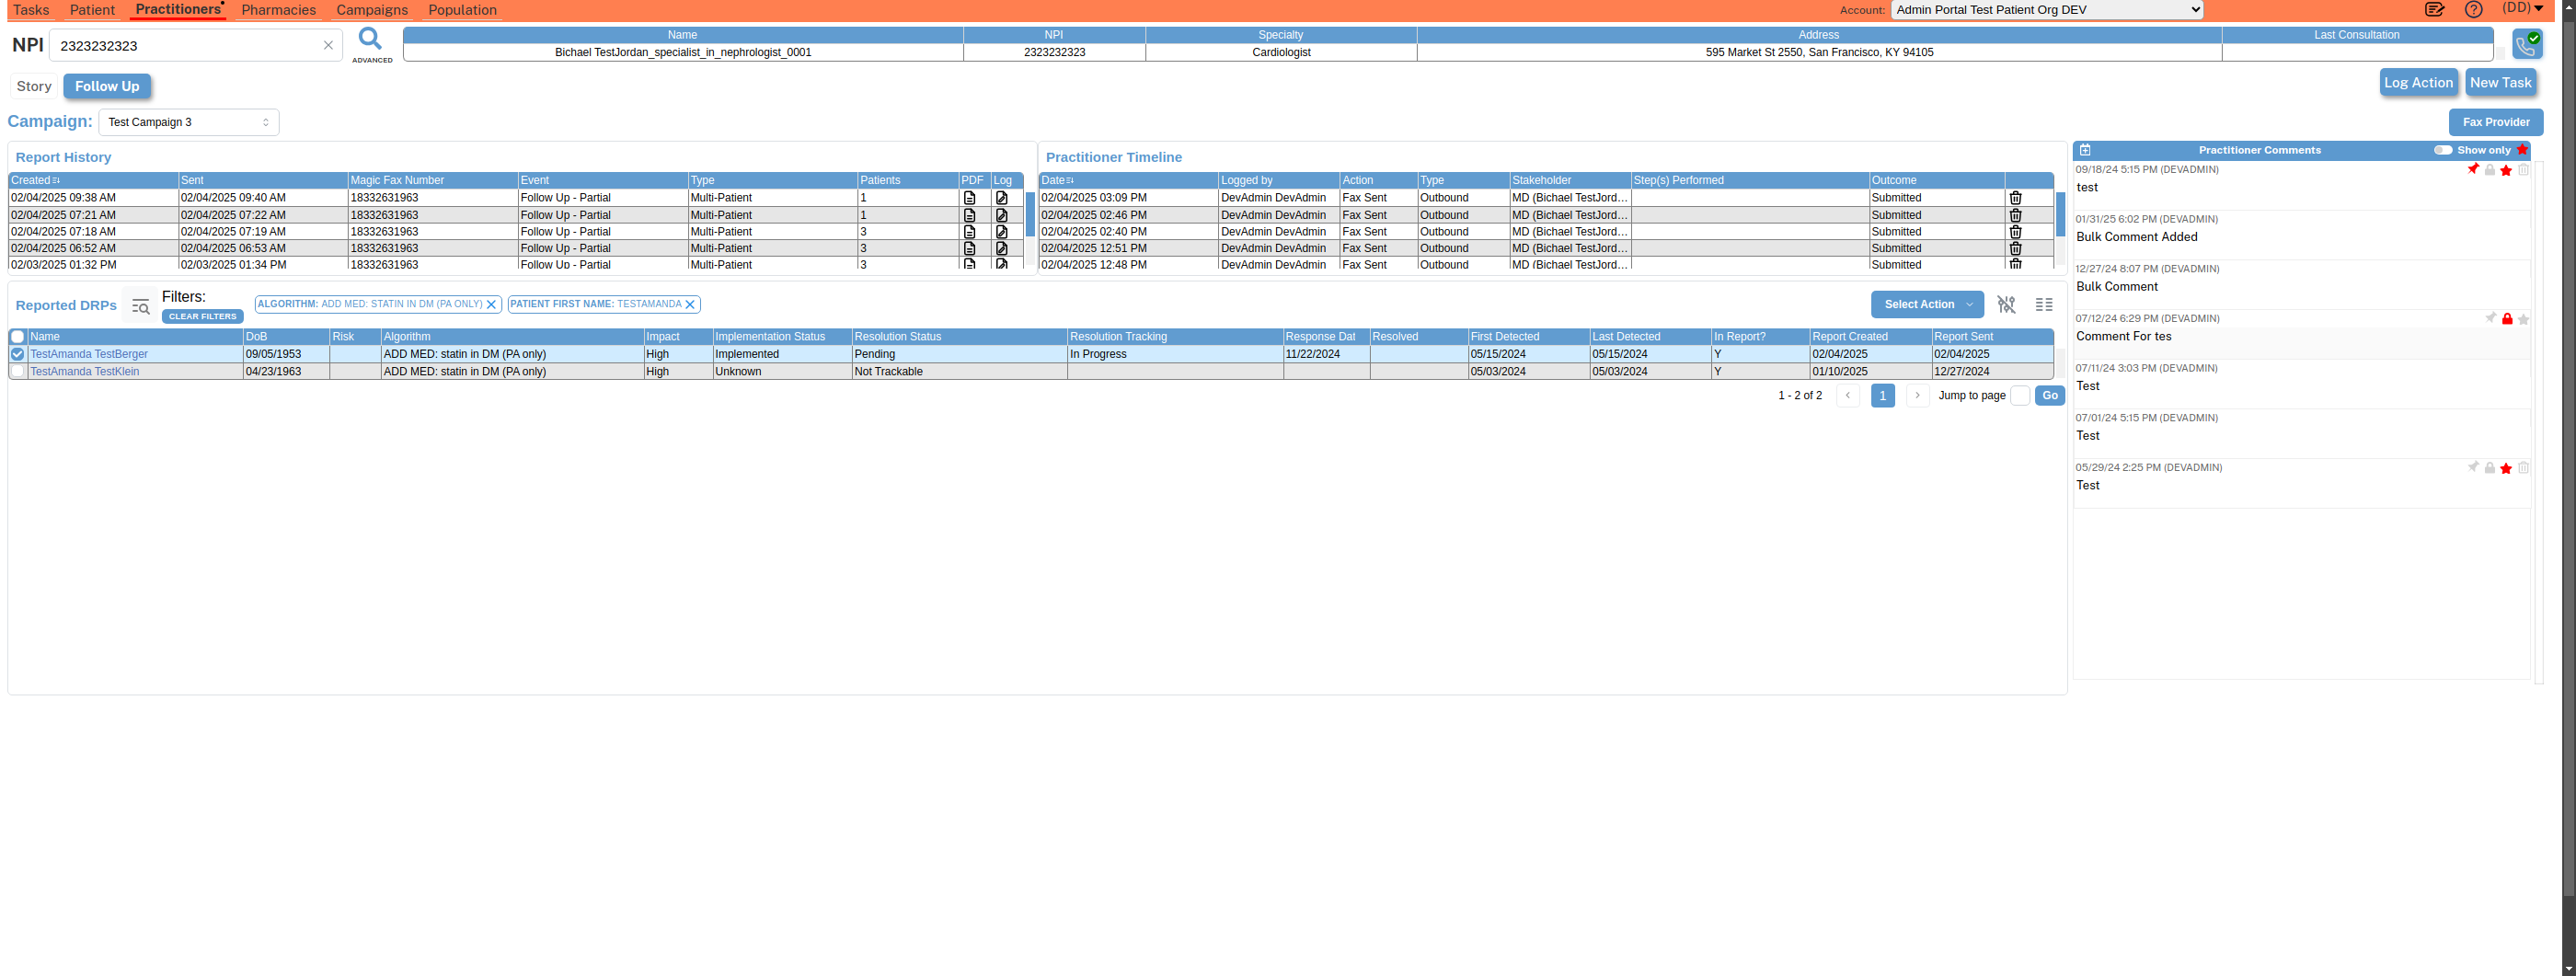 Tasks Patient Practitioners Pharmacies Campaigns Population Account: Admin Portal Test Patient Org DEV (DD)
NPI 2323232323 ADVANCED
Name NPI Specialty Address Last Consultation
Bichael TestJordan_specialist_in_nephrologist_0001 2323232323 Cardiologist 595 Market St 2550, San Francisco, KY 94105
Story Follow Up Log Action New Task
Campaign: Test Campaign 3 Fax Provider
Report History
Created Sent Magic Fax Number Event Type Patients PDF Log
02/04/2025 09:38 AM 02/04/2025 09:40 AM 18332631963 Follow Up - Partial Multi-Patient 1
02/04/2025 07:21 AM 02/04/2025 07:22 AM 18332631963 Follow Up - Partial Multi-Patient 1
02/04/2025 07:18 AM 02/04/2025 07:19 AM 18332631963 Follow Up - Partial Multi-Patient 3
02/04/2025 06:52 AM 02/04/2025 06:53 AM 18332631963 Follow Up - Partial Multi-Patient 3
02/03/2025 01:32 PM 02/03/2025 01:34 PM 18332631963 Follow Up - Partial Multi-Patient 3
Practitioner Timeline
Date Logged by Action Type Stakeholder Step(s) Performed Outcome
02/04/2025 03:09 PM DevAdmin DevAdmin Fax Sent Outbound MD (Bichael TestJord... Submitted
02/04/2025 02:46 PM DevAdmin DevAdmin Fax Sent Outbound MD (Bichael TestJord... Submitted
02/04/2025 02:40 PM DevAdmin DevAdmin Fax Sent Outbound MD (Bichael TestJord... Submitted
02/04/2025 12:51 PM DevAdmin DevAdmin Fax Sent Outbound MD (Bichael TestJord... Submitted
02/04/2025 12:48 PM DevAdmin DevAdmin Fax Sent Outbound MD (Bichael TestJord... Submitted
Practitioner Comments Show only
09/18/24 5:15 PM (DEVADMIN)
test
01/31/25 6:02 PM (DEVADMIN)
Bulk Comment Added
12/27/24 8:07 PM (DEVADMIN)
Bulk Comment
07/12/24 6:29 PM (DEVADMIN)
Comment For tes
07/11/24 3:03 PM (DEVADMIN)
Test
07/01/24 5:15 PM (DEVADMIN)
Test
05/29/24 2:25 PM (DEVADMIN)
Test
Reported DRPs Filters: CLEAR FILTERS ALGORITHM: ADD MED: STATIN IN DM (PA ONLY) PATIENT FIRST NAME: TESTAMANDA Select Action
Name DoB Risk Algorithm Impact Implementation Status Resolution Status Resolution Tracking Response Dat Resolved First Detected Last Detected In Report? Report Created Report Sent
TestAmanda TestBerger 09/05/1953 ADD MED: statin in DM (PA only) High Implemented Pending In Progress 11/22/2024 05/15/2024 05/15/2024 Y 02/04/2025 02/04/2025
TestAmanda TestKlein 04/23/1963 ADD MED: statin in DM (PA only) High Unknown Not Trackable 05/03/2024 05/03/2024 Y 01/10/2025 12/27/2024
1 - 2 of 2 1 Jump to page Go